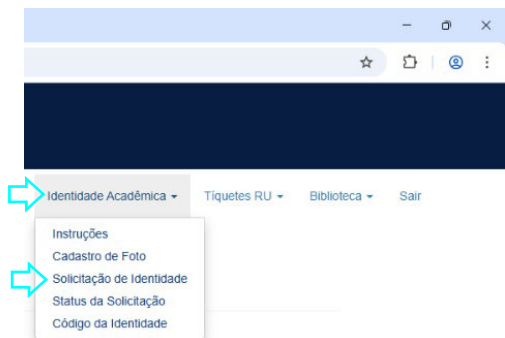 Identidade Acadêmica Tíquetes RU Biblioteca Sair
Instruções
Cadastro de Foto
Solicitação de Identidade
Status da Solicitação
Código da Identidade